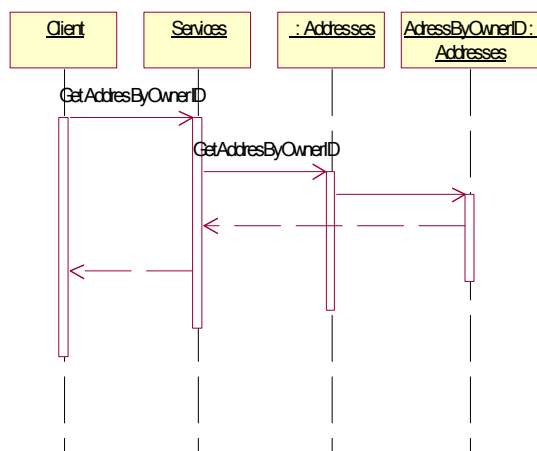 Client
Services
: Addresses
AdressByOwnerID :
Addresses
GetAddresByOwnerID
GetAddresByOwnerID